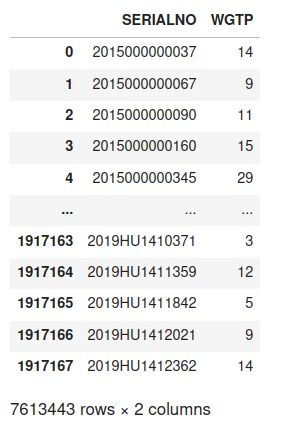 SERIALNO WGTP
0 2015000000037 14
1 2015000000067 9
2 2015000000090 11
3 2015000000160 15
4 2015000000345 29
... ... ...
1917163 2019HU1410371 3
1917164 2019HU1411359 12
1917165 2019HU1411842 5
1917166 2019HU1412021 9
1917167 2019HU1412362 14
7613443 rows × 2 columns